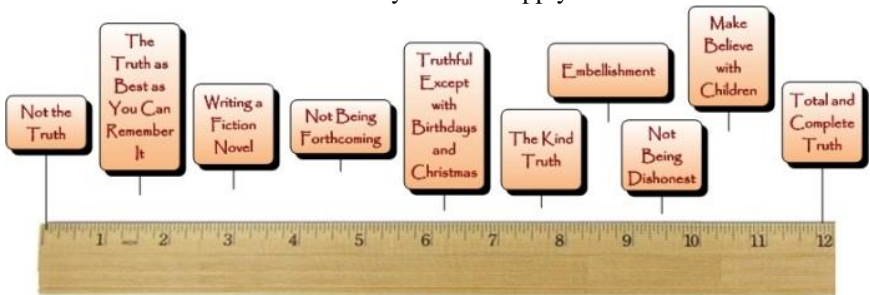 Not the
Truth
The
Truth as
Best as
You Can
Remember
It
Writing a
Fiction
Novel
Not Being
Forthcoming
Truthful
Except
with
Birthdays
and
Christmas
The Kind
Truth
Embellishment
Not
Being
Dishonest
Make
Believe
with
Children
Total and
Complete
Truth
1 2 3 4 5 6 7 8 9 10 11 12